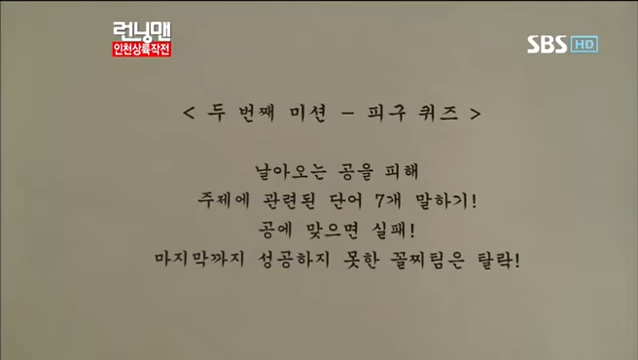 런닝맨
인천상륙작전
SBS HD
< 두 번째 미션 - 피구 퀴즈 >
날아오는 공을 피해
주제에 관련된 단어 7개 말하기!
공에 맞으면 실패!
마지막까지 성공하지 못한 꼴찌팀은 탈락!